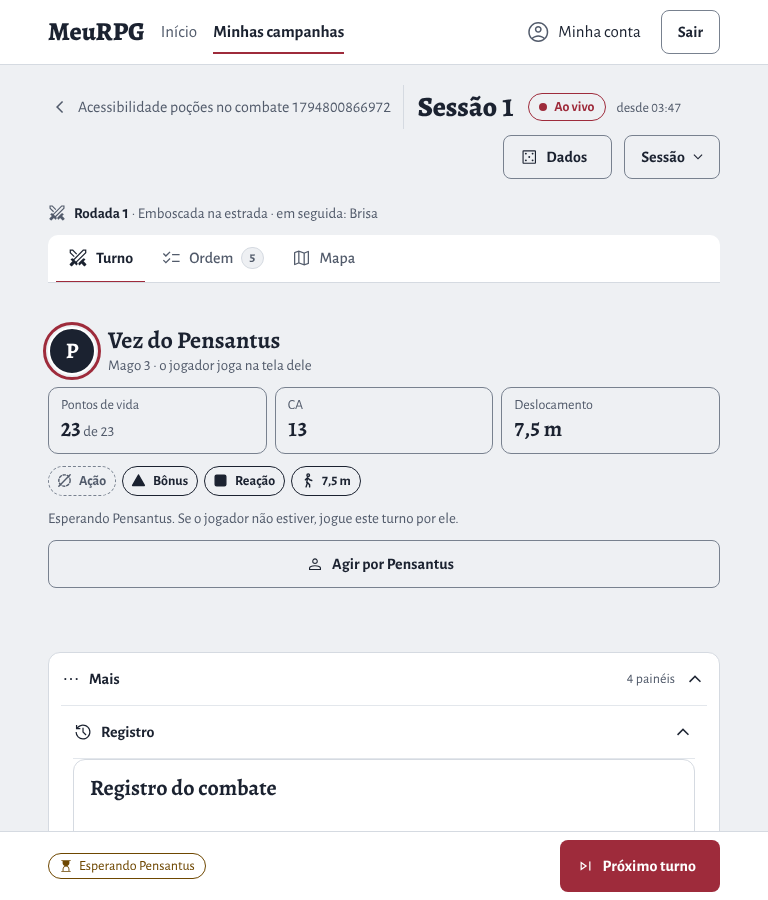 MeuRPG Início Minhas campanhas Minha conta Sair
Acessibilidade poções no combate 1794800866972 Sessão 1 Ao vivo desde 03:47
Dados Sessão
Rodada 1 · Emboscada na estrada · em seguida: Brisa
Turno Ordem 5 Mapa
P
Vez do Pensantus
Mago 3 · o jogador joga na tela dele
Pontos de vida CA Deslocamento
23 de 23 13 7,5 m
Ação Bônus Reação 7,5 m
Esperando Pensantus. Se o jogador não estiver, jogue este turno por ele.
Agir por Pensantus
Mais 4 painéis
Registro
Registro do combate
Esperando Pensantus Próximo turno